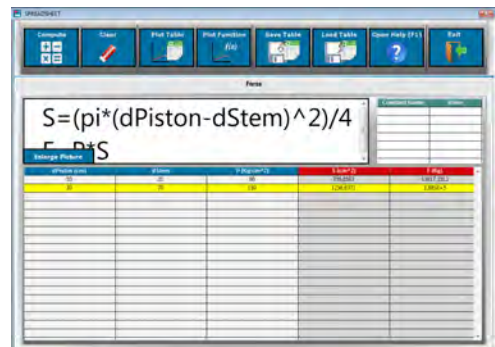 SPREADSHEET
Compute Clear Plot Table Plot Function Save Table Load Table Open Help (F1) Exit
f(x)
Force
Constant Name Value
S=(pi*(dPiston-dStem)^2)/4
F=P*S
Enlarge Picture
dPiston (cm) dStem P (Kg/cm^2) S (cm^2) F (Kg)